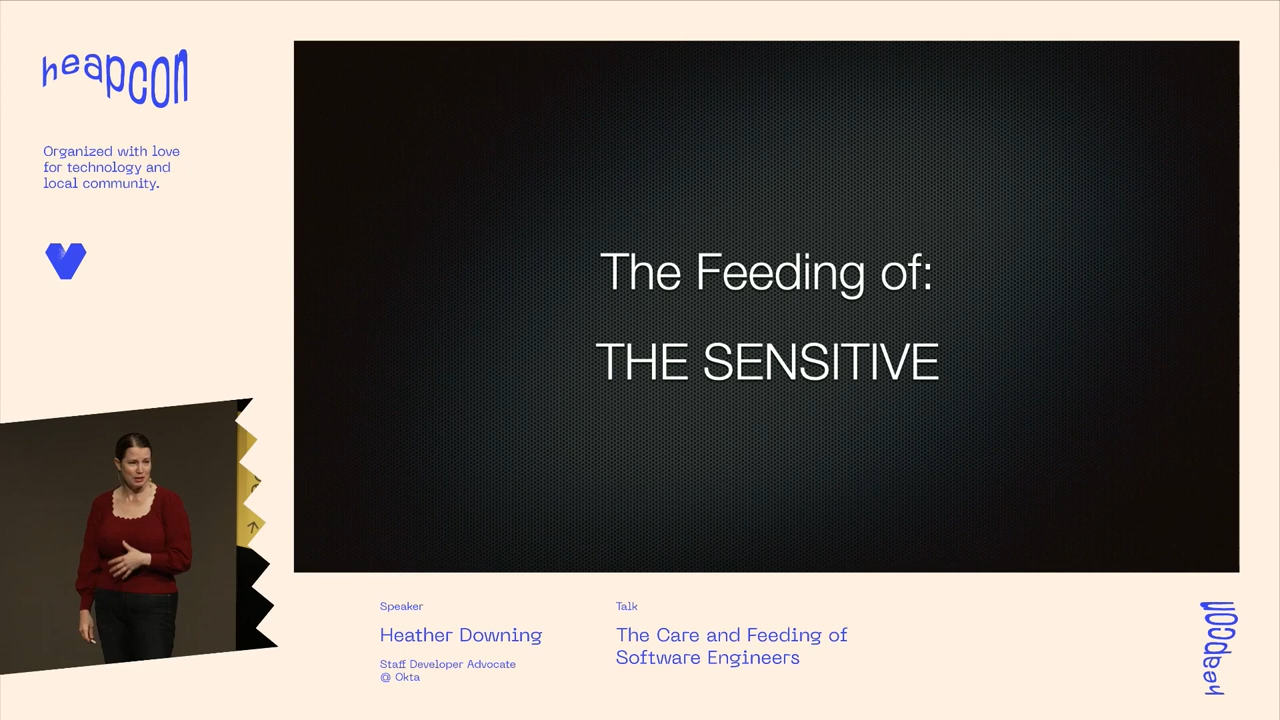 heapcon
Organized with love
for technology and
local community.
The Feeding of:
THE SENSITIVE
Speaker
Heather Downing
Staff Developer Advocate
@ Okta
Talk
The Care and Feeding of
Software Engineers
heapcon